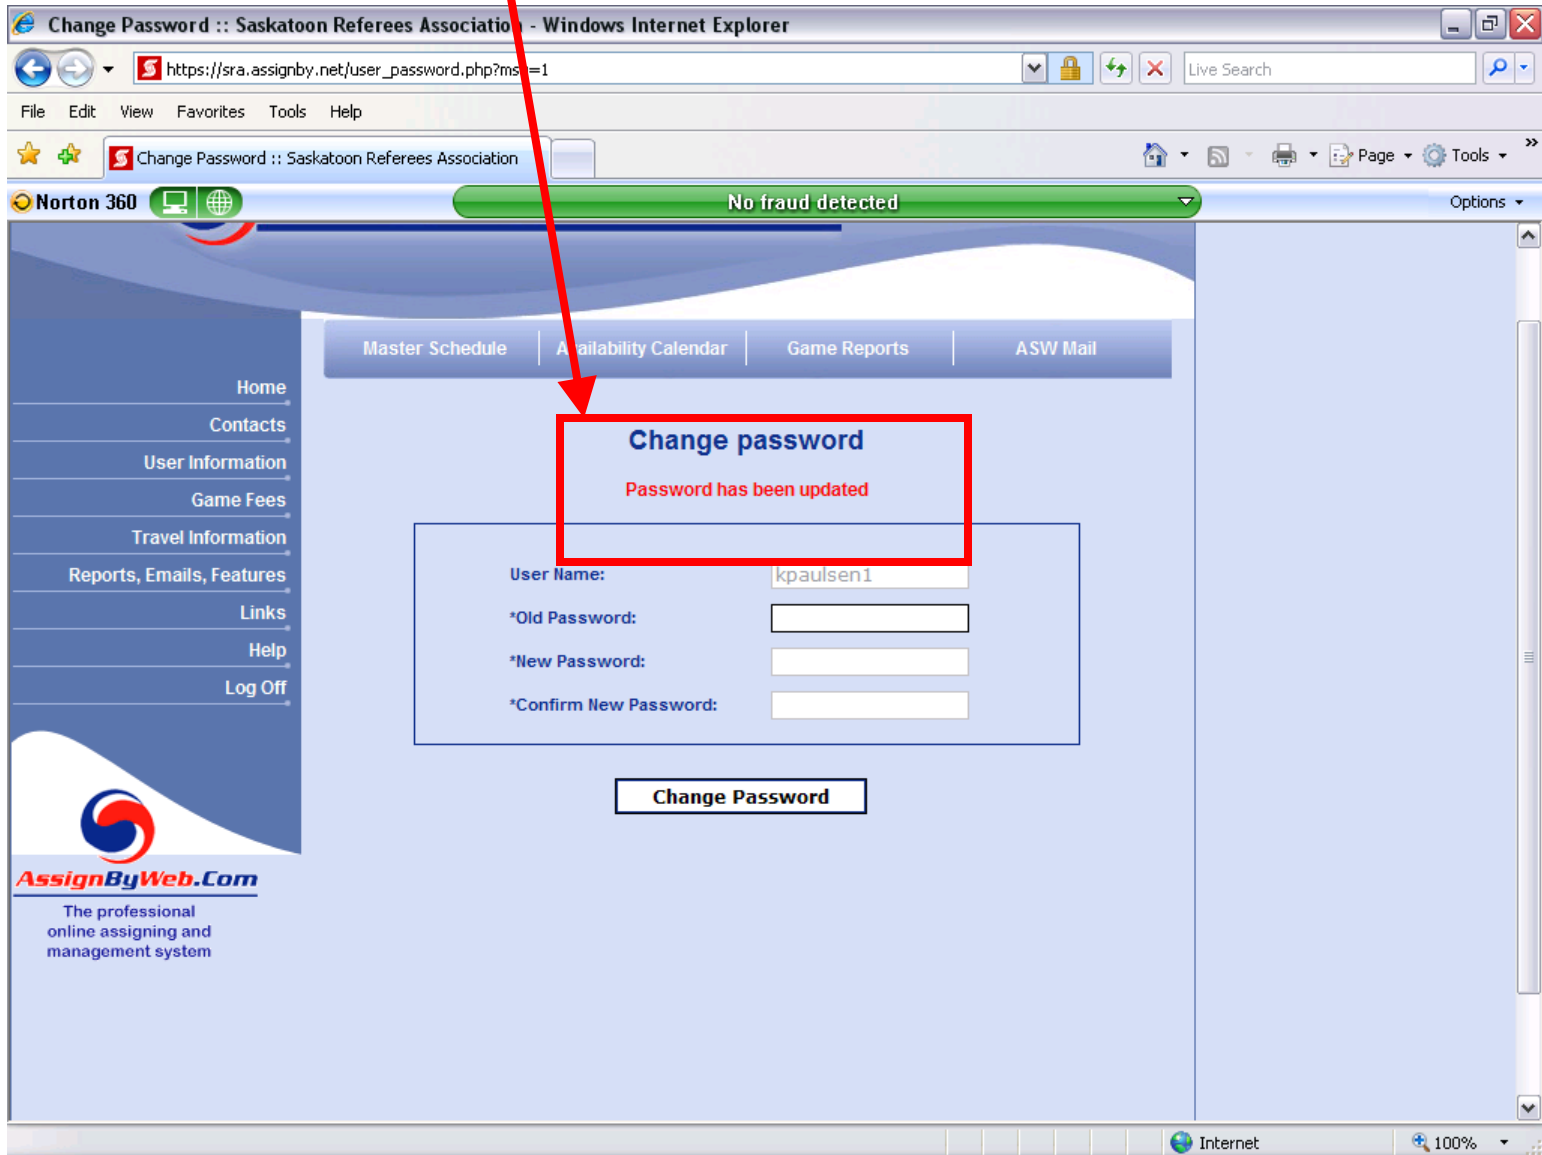 Change Password :: Saskatoon Referees Association - Windows Internet Explorer
https://sra.assignby.net/user_password.php?ms =1
Live Search
File Edit View Favorites Tools Help
Change Password :: Saskatoon Referees Association
Page Tools »
Norton 360 No fraud detected Options
Master Schedule Availability Calendar Game Reports ASW Mail
Home
Contacts
User Information
Game Fees
Travel Information
Reports, Emails, Features
Links
Help
Log Off
Change password
Password has been updated
User Name: kpaulsen1
*Old Password:
*New Password:
*Confirm New Password:
Change Password
AssignByWeb.Com
The professional
online assigning and
management system
Internet 100%